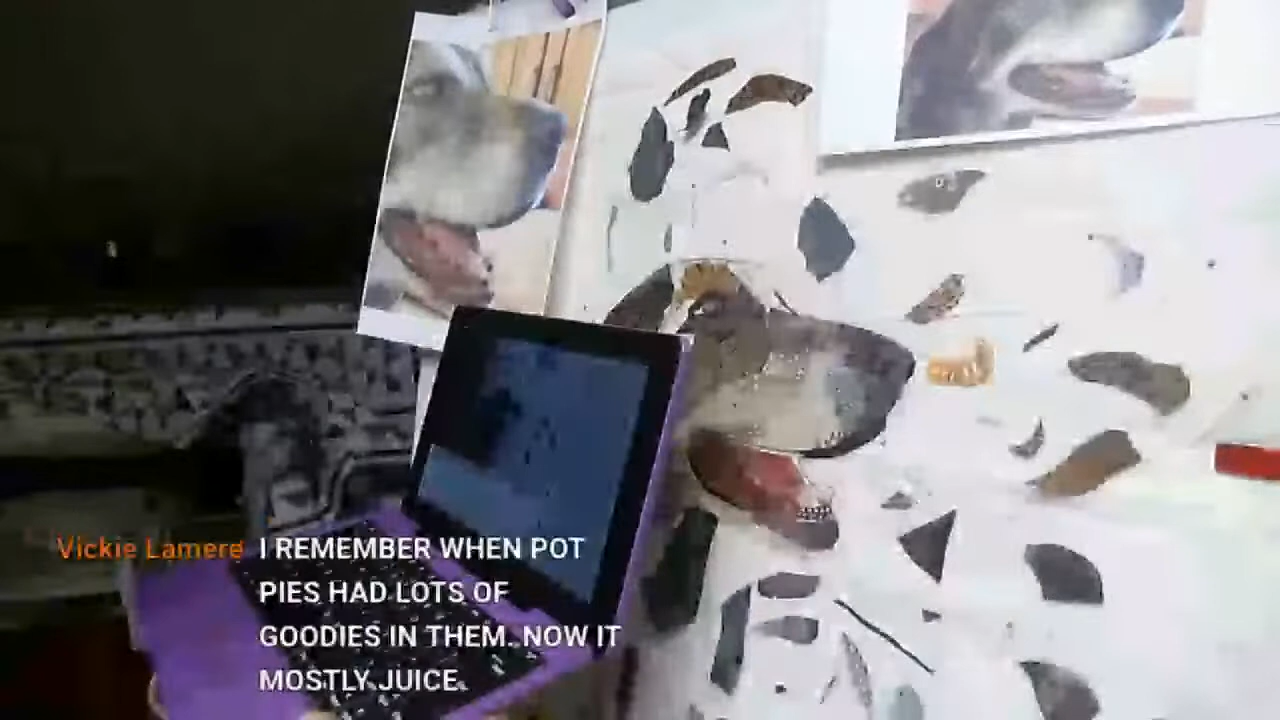 Vickie Lamere I REMEMBER WHEN POT
PIES HAD LOTS OF
GOODIES IN THEM. NOW IT
MOSTLY JUICE.